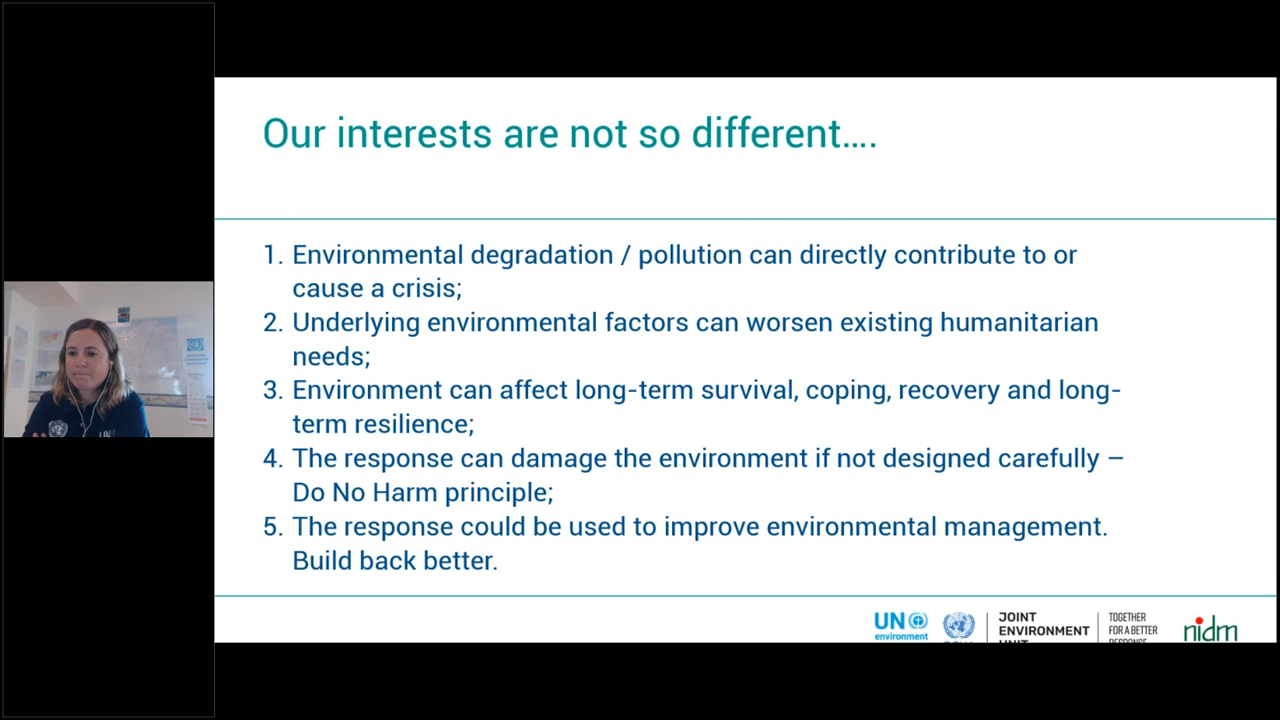 Our interests are not so different....
1. Environmental degradation / pollution can directly contribute to or
cause a crisis;
2. Underlying environmental factors can worsen existing humanitarian
needs;
3. Environment can affect long-term survival, coping, recovery and long-
term resilience;
4. The response can damage the environment if not designed carefully –
Do No Harm principle;
5. The response could be used to improve environmental management.
Build back better.
UN
environment
JOINT
ENVIRONMENT
UNIT
TOGETHER
FOR A BETTER
RESPONSE
nidm